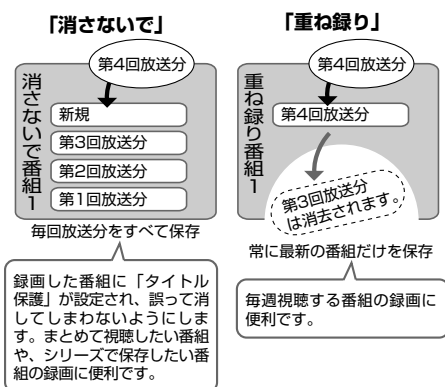 「消さないで」
第4回放送分
消さないで番組1
新規
第3回放送分
第2回放送分
第1回放送分
毎回放送分をすべて保存
録画した番組に「タイトル
保護」が設定され、誤って消
してしまわないようにしま
す。まとめて視聴したい番組
や、シリーズで保存したい番
組の録画に便利です。
「重ね録り」
第4回放送分
重ね録り番組1
第4回放送分
第3回放送分
は消去されます。
常に最新の番組だけを保存
毎週視聴する番組の録画に
便利です。